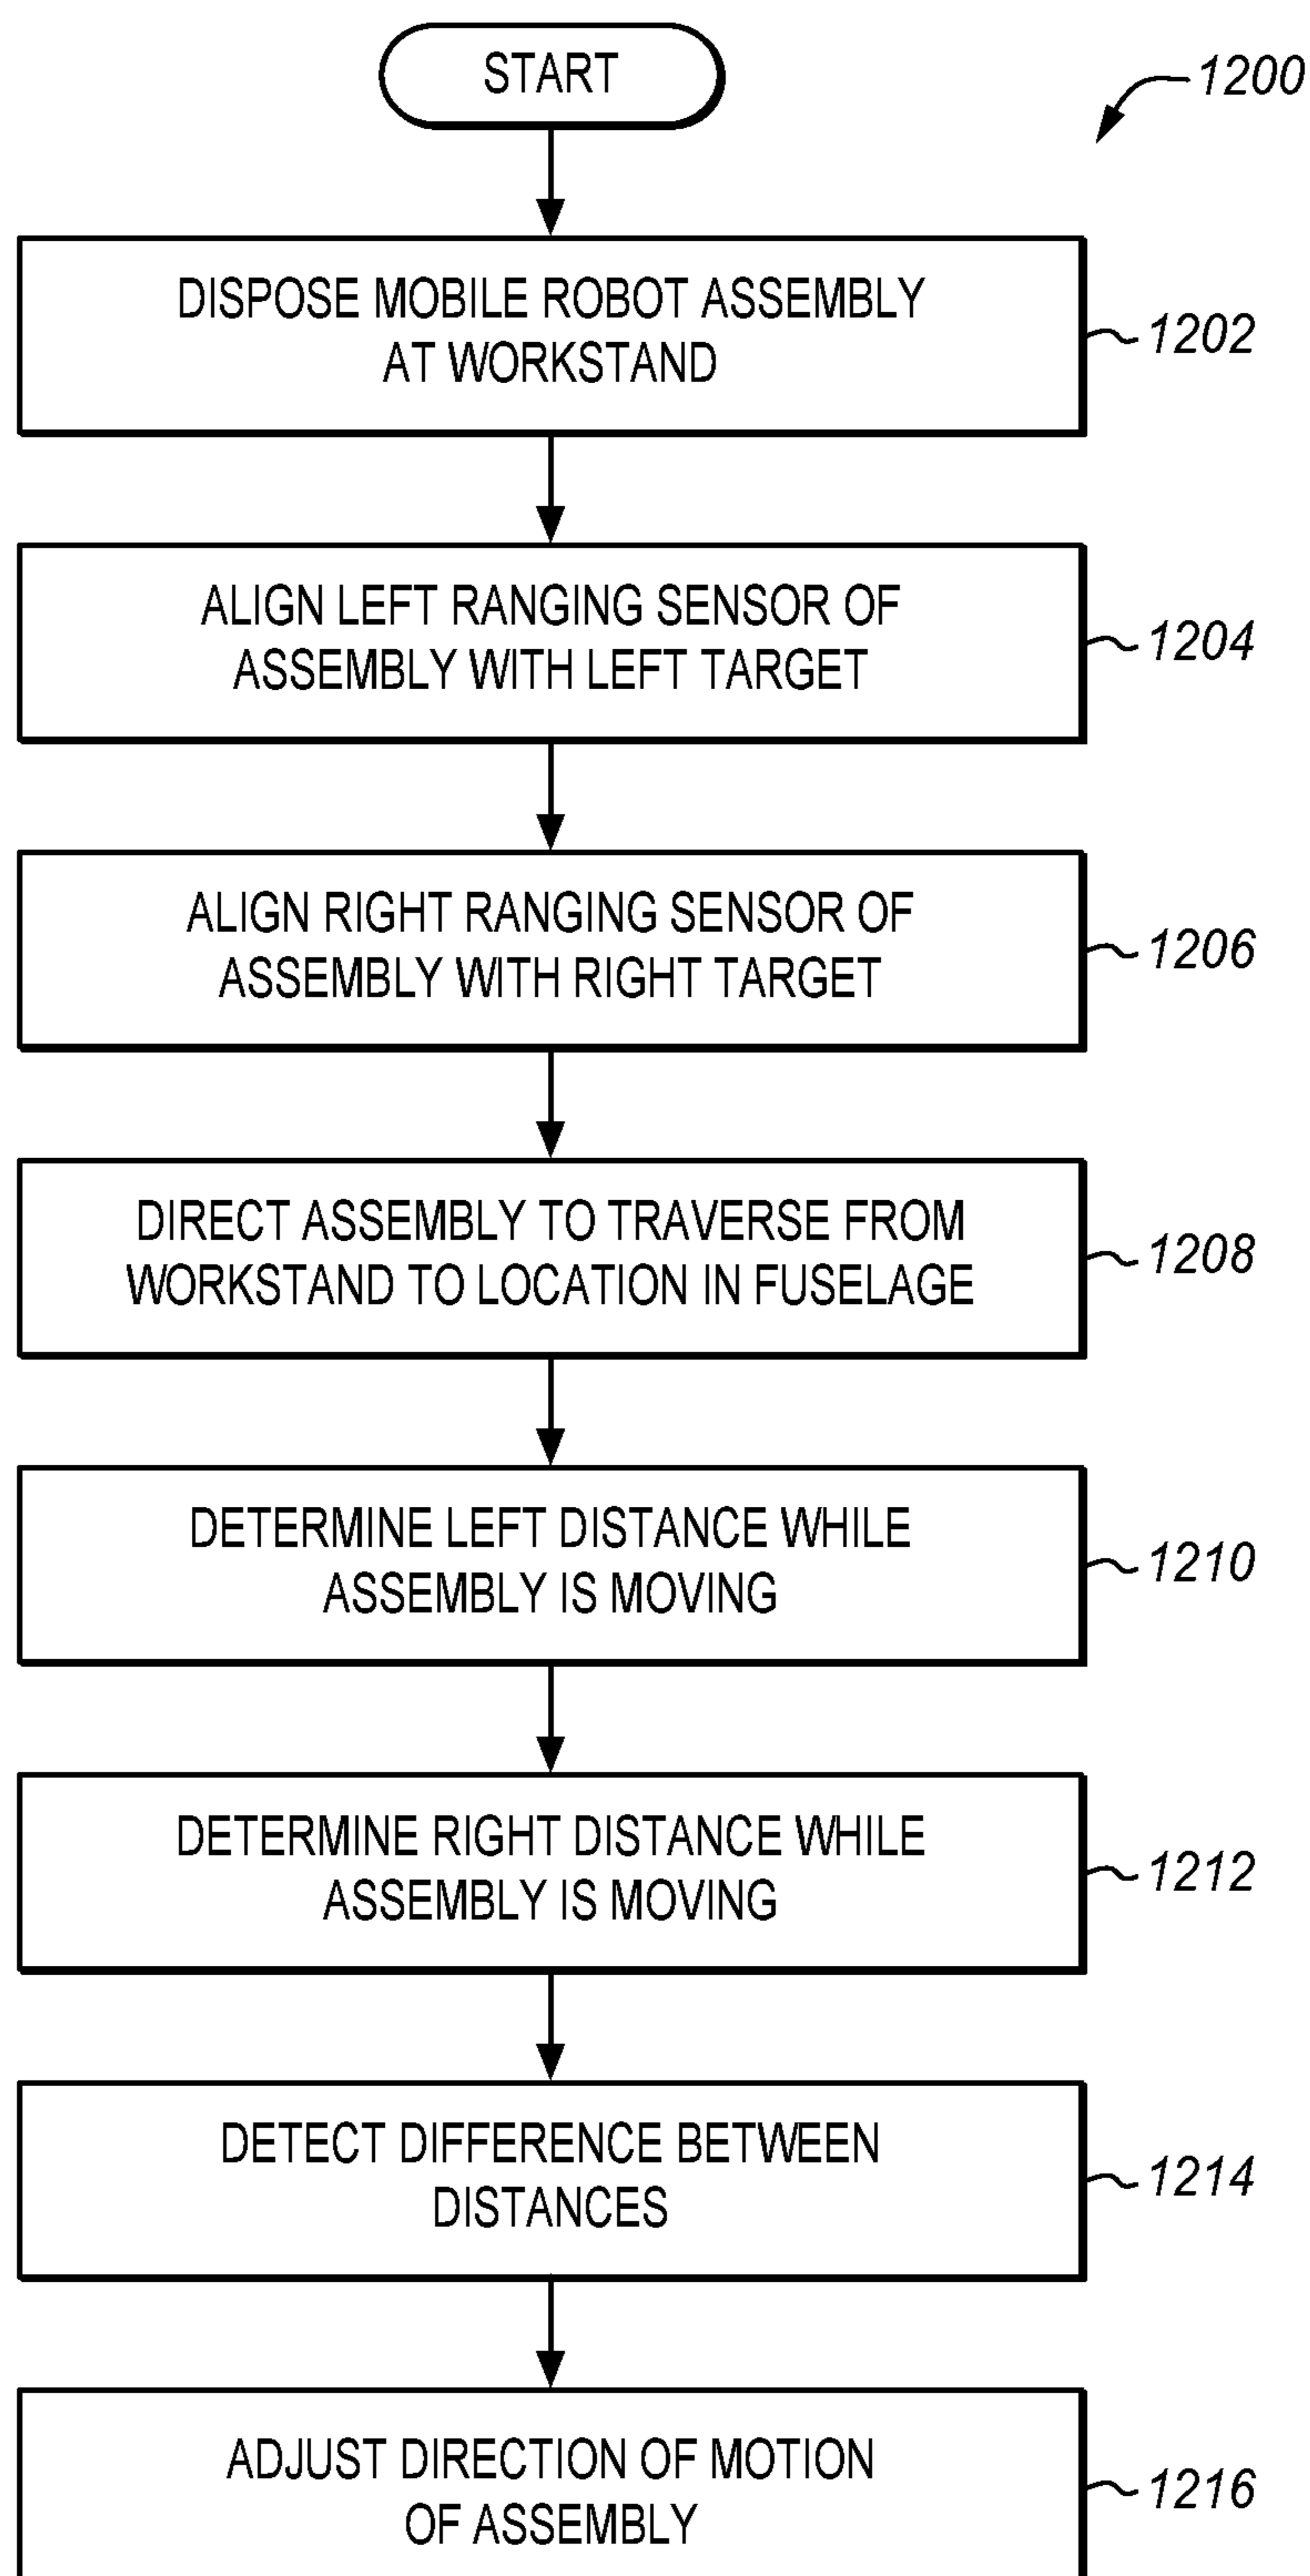 START
1200
DISPOSE MOBILE ROBOT ASSEMBLY
AT WORKSTAND
1202
ALIGN LEFT RANGING SENSOR OF
ASSEMBLY WITH LEFT TARGET
1204
ALIGN RIGHT RANGING SENSOR OF
ASSEMBLY WITH RIGHT TARGET
1206
DIRECT ASSEMBLY TO TRAVERSE FROM
WORKSTAND TO LOCATION IN FUSELAGE
1208
DETERMINE LEFT DISTANCE WHILE
ASSEMBLY IS MOVING
1210
DETERMINE RIGHT DISTANCE WHILE
ASSEMBLY IS MOVING
1212
DETECT DIFFERENCE BETWEEN
DISTANCES
1214
ADJUST DIRECTION OF MOTION
OF ASSEMBLY
1216